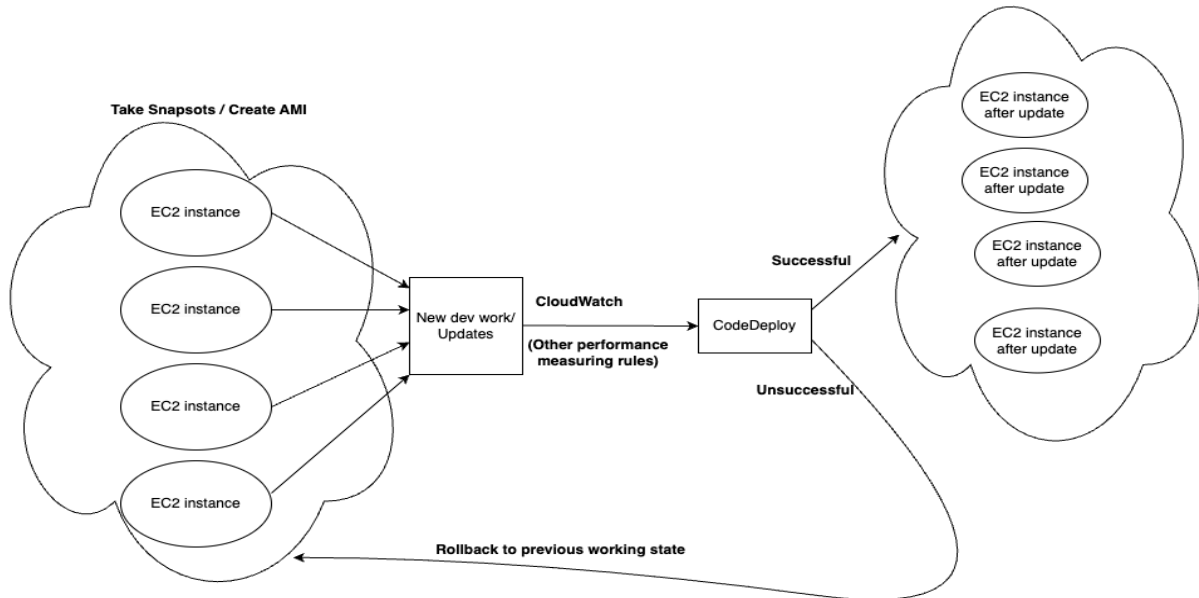 Take Snapsots / Create AMI
EC2 instance
EC2 instance
EC2 instance
EC2 instance
New dev work/
Updates
CloudWatch
(Other performance
measuring rules)
CodeDeploy
Successful
Unsuccessful
EC2 instance
after update
EC2 instance
after update
EC2 instance
after update
EC2 instance
after update
Rollback to previous working state